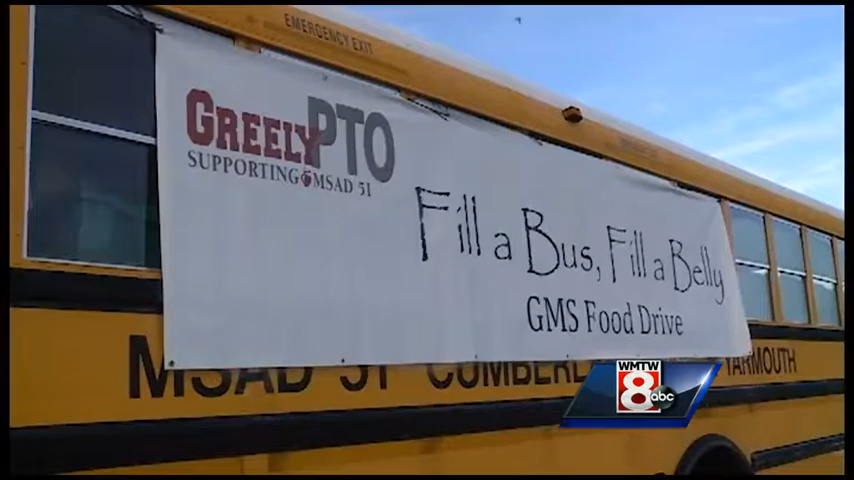 EMERGENCY EXIT
GREELY PTO
SUPPORTING MSAD 51
Fill a Bus, Fill a Belly
GMS Food Drive
MSAD 51 CUMBERL YARMOUTH
WMTW
8 abc